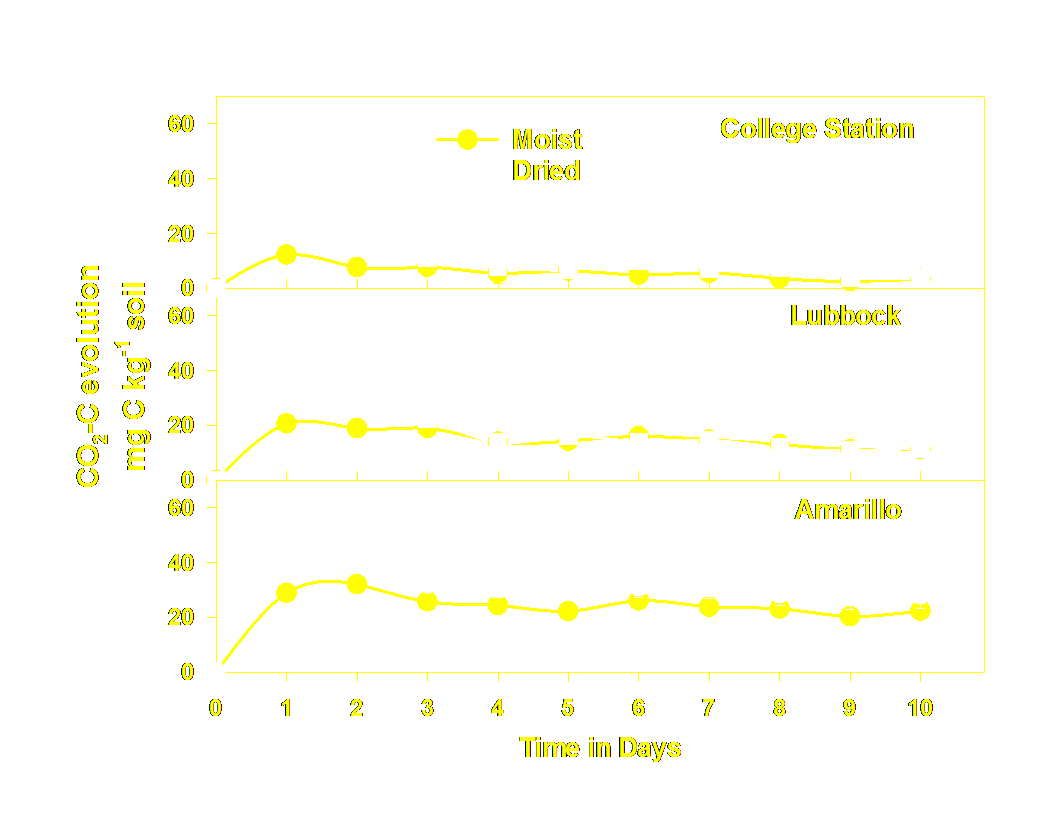 60
Moist
College Station
Dried
40
20
0
60
Lubbock
40
20
0
60
Amarillo
40
20
0
CO₂-C evolution
mg C kg⁻¹ soil
0 1 2 3 4 5 6 7 8 9 10
Time in Days